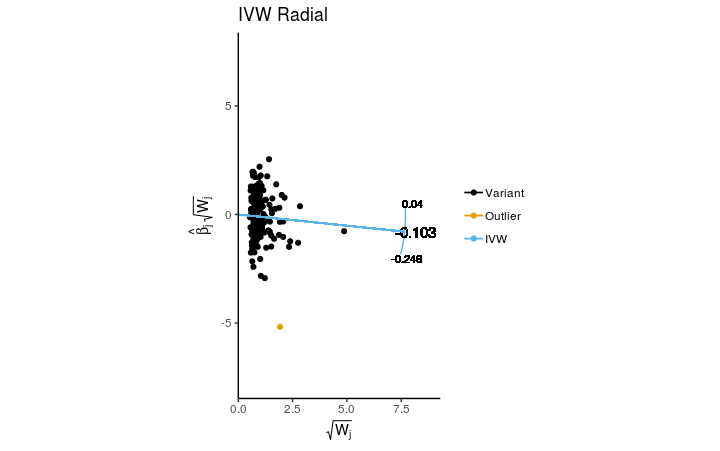 IVW Radial
5
0
-5
β̂j√Wj
0.04
-0.103
-0.246
0.0
2.5
5.0
7.5
√Wj
Variant
Outlier
IVW